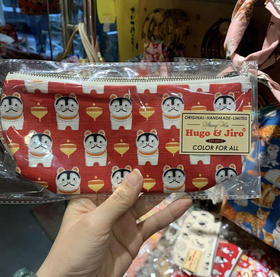 ORIGINAL·HANDMADE·LIMITED
Hugo & Jiro
COLOR FOR ALL